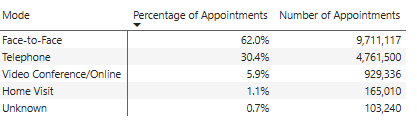 Mode Percentage of Appointments Number of Appointments
Face-to-Face 62.0% 9,711,117
Telephone 30.4% 4,761,500
Video Conference/Online 5.9% 929,336
Home Visit 1.1% 165,010
Unknown 0.7% 103,240